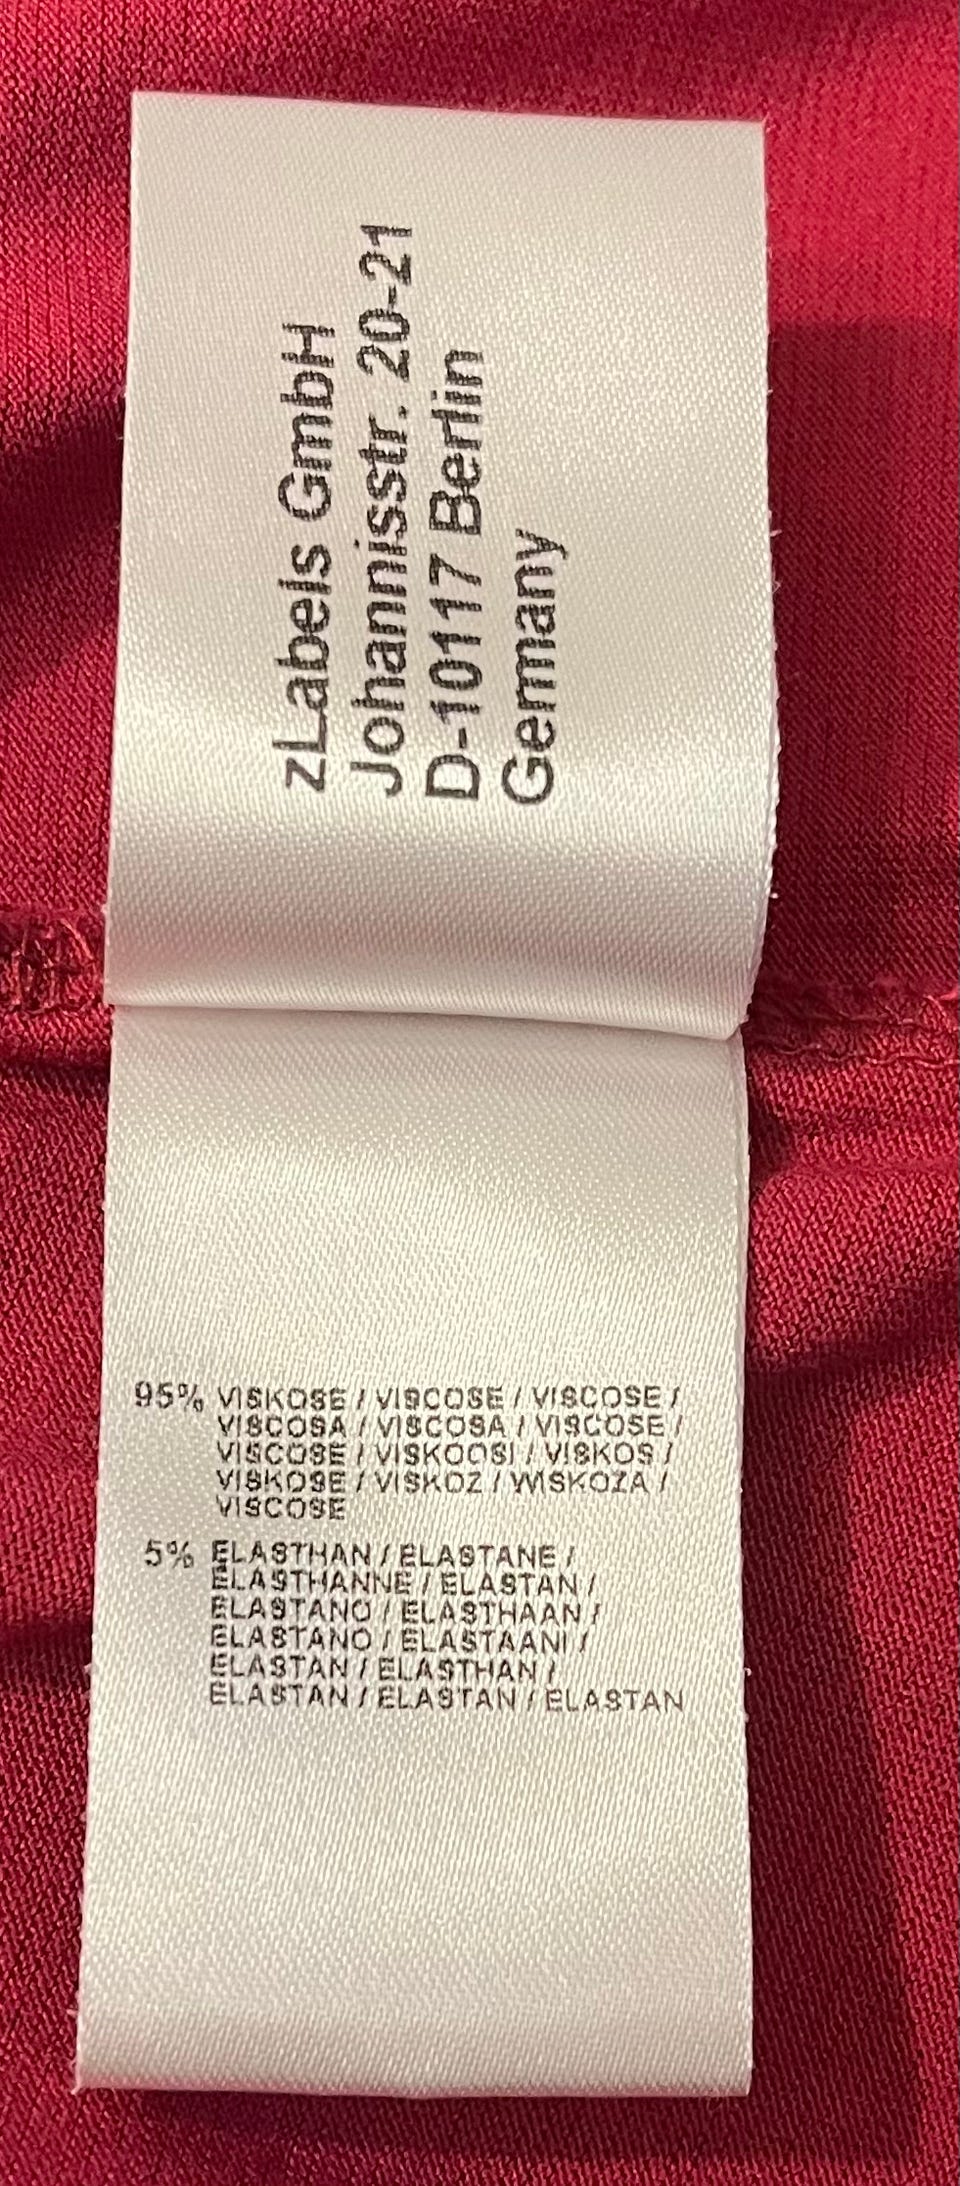 zLabels GmbH
Johannisstr. 20-21
D-10117 Berlin
Germany
95% VISKOSE / VISCOSE / VISCOSE /
VISCOSA / VISCOSA / VISCOSE /
VISCOSE / VISKOOSI / VISKOS /
VISKOSE / VISKOZ / WISKOZA /
VISCOSE
5% ELASTHAN / ELASTANE /
ÉLASTHANNE / ELASTAN /
ELASTANO / ELASTHAAN /
ELASTANO / ELASTAANI /
ELASTAN / ELASTHAN /
ELASTAN / ELASTAN / ELASTAN